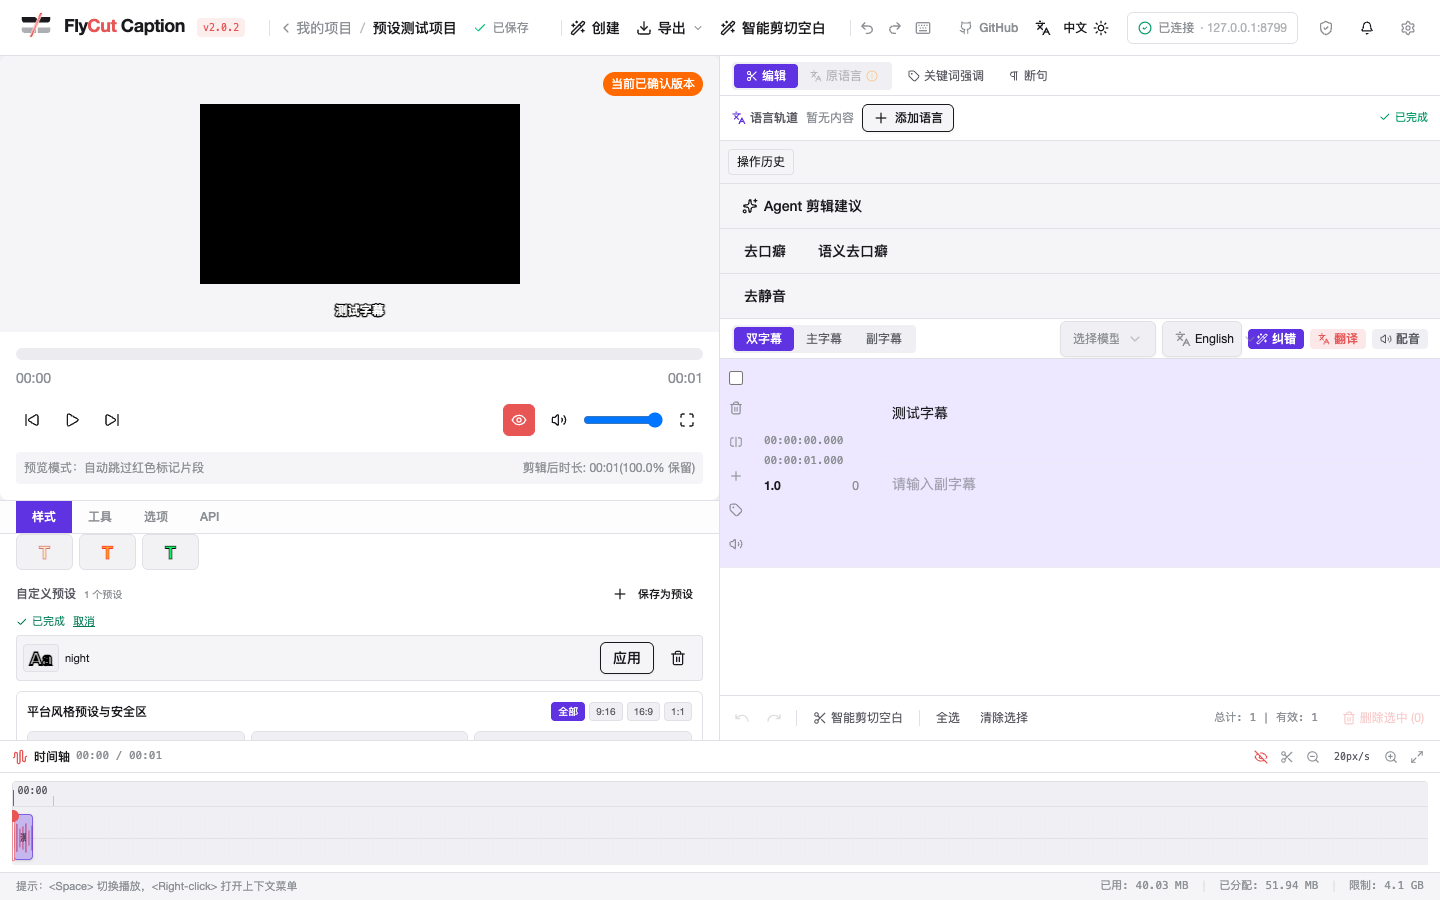 FlyCut Caption v2.0.2 我的项目 / 预设测试项目 已保存 创建 导出 智能剪切空白 GitHub 中文 已连接 · 127.0.0.1:8799
当前已确认版本
测试字幕
00:00 00:01
预览模式：自动跳过红色标记片段 剪辑后时长: 00:01(100.0% 保留)
样式 工具 选项 API
T T T
自定义预设 1 个预设 保存为预设
已完成 取消
Aa night 应用
平台风格预设与安全区 全部 9:16 16:9 1:1
编辑 原语言 关键词强调 断句
语言轨道 暂无内容 添加语言 已完成
操作历史
Agent 剪辑建议
去口癖 语义去口癖
去静音
双字幕 主字幕 副字幕 选择模型 English 纠错 翻译 配音
测试字幕
00:00:00.000
00:00:01.000
1.0 0 请输入副字幕
智能剪切空白 全选 清除选择 总计: 1 | 有效: 1 删除选中 (0)
时间轴 00:00 / 00:01 20px/s
00:00
提示: <Space> 切换播放，<Right-click> 打开上下文菜单 已用: 40.03 MB 已分配: 51.94 MB 限制: 4.1 GB